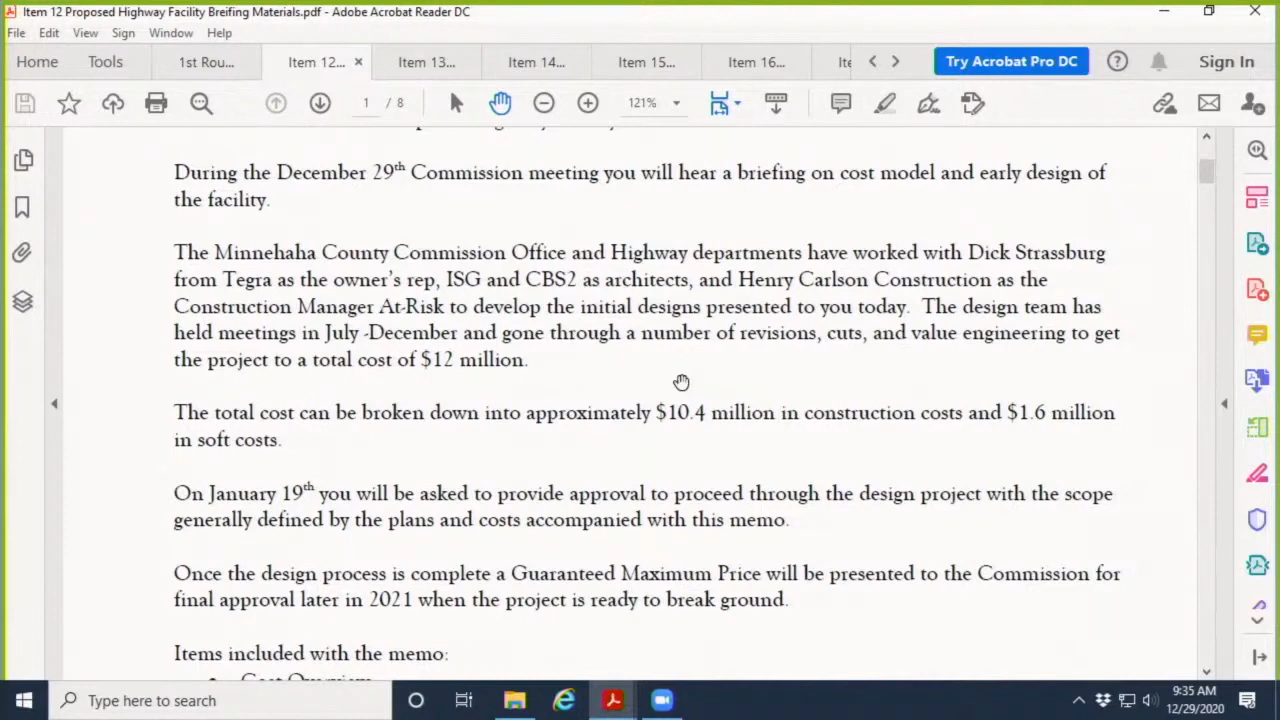 Item 12 Proposed Highway Facility Breifing Materials.pdf - Adobe Acrobat Reader DC
File Edit View Sign Window Help
Home Tools 1st Rou... Item 12... × Item 13... Item 14... Item 15... Item 16... Ite Try Acrobat Pro DC Sign In
1 / 8 121%
During the December 29th Commission meeting you will hear a briefing on cost model and early design of
the facility.
The Minnehaha County Commission Office and Highway departments have worked with Dick Strassburg
from Tegra as the owner's rep, ISG and CBS2 as architects, and Henry Carlson Construction as the
Construction Manager At-Risk to develop the initial designs presented to you today. The design team has
held meetings in July -December and gone through a number of revisions, cuts, and value engineering to get
the project to a total cost of $12 million.
The total cost can be broken down into approximately $10.4 million in construction costs and $1.6 million
in soft costs.
On January 19th you will be asked to provide approval to proceed through the design project with the scope
generally defined by the plans and costs accompanied with this memo.
Once the design process is complete a Guaranteed Maximum Price will be presented to the Commission for
final approval later in 2021 when the project is ready to break ground.
Items included with the memo:
• Cost Overview
Type here to search
9:35 AM
12/29/2020